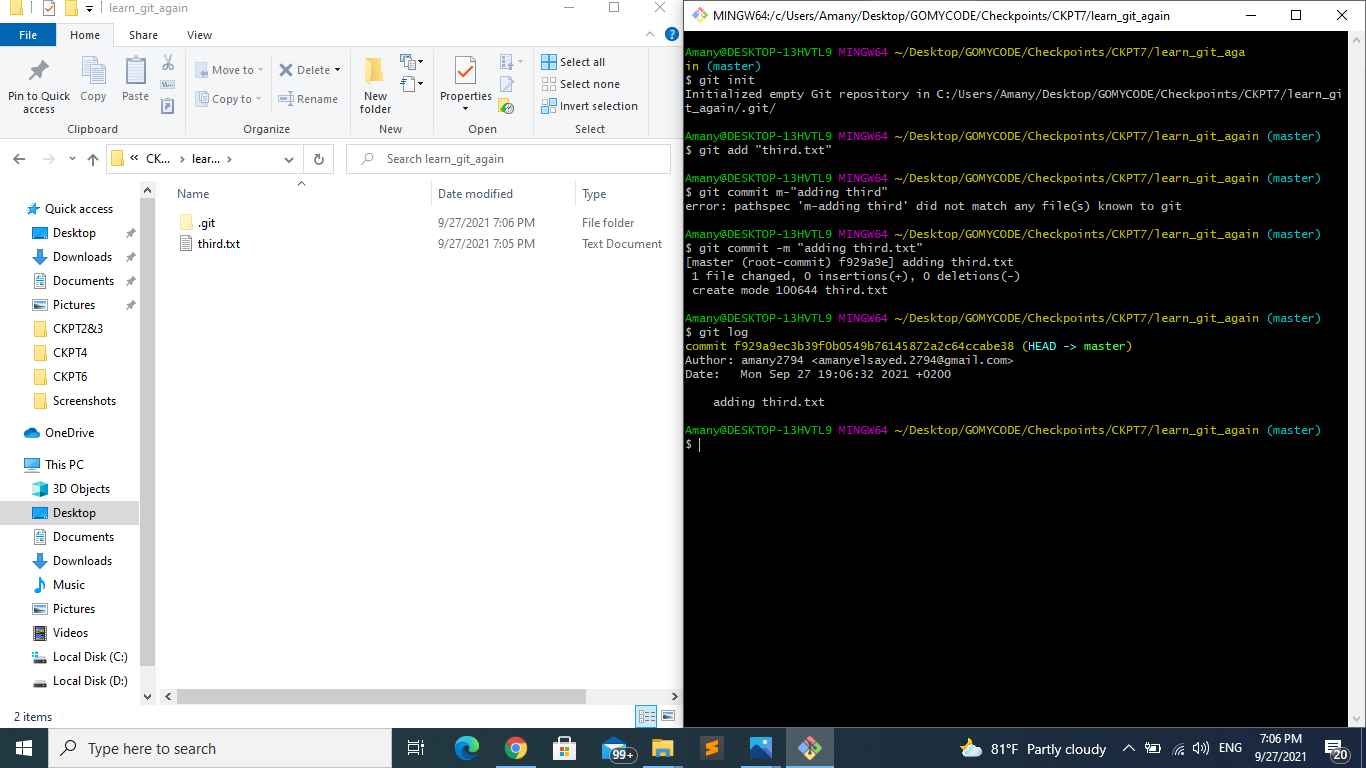 learn_git_again
File Home Share View
Pin to Quick access
Copy
Paste
Clipboard
Move to
Copy to
Delete
Rename
Organize
New folder
New
Properties
Open
Select all
Select none
Invert selection
Select
CK... lear...
Search learn_git_again
Name Date modified Type
.git 9/27/2021 7:06 PM File folder
third.txt 9/27/2021 7:05 PM Text Document
Quick access
Desktop
Downloads
Documents
Pictures
CKPT2&3
CKPT4
CKPT6
Screenshots
OneDrive
This PC
3D Objects
Desktop
Documents
Downloads
Music
Pictures
Videos
Local Disk (C:)
Local Disk (D:)
2 items
MINGW64:/c/Users/Amany/Desktop/GOMYCODE/Checkpoints/CKPT7/learn_git_again
Amany@DESKTOP-13HVTL9 MINGW64 ~/Desktop/GOMYCODE/Checkpoints/CKPT7/learn_git_aga
in (master)
$ git init
Initialized empty Git repository in C:/Users/Amany/Desktop/GOMYCODE/Checkpoints/CKPT7/learn_gi
t_again/.git/
Amany@DESKTOP-13HVTL9 MINGW64 ~/Desktop/GOMYCODE/Checkpoints/CKPT7/learn_git_again (master)
$ git add "third.txt"
Amany@DESKTOP-13HVTL9 MINGW64 ~/Desktop/GOMYCODE/Checkpoints/CKPT7/learn_git_again (master)
$ git commit m-"adding third"
error: pathspec 'm-adding third' did not match any file(s) known to git
Amany@DESKTOP-13HVTL9 MINGW64 ~/Desktop/GOMYCODE/Checkpoints/CKPT7/learn_git_again (master)
$ git commit -m "adding third.txt"
[master (root-commit) f929a9e] adding third.txt
1 file changed, 0 insertions(+), 0 deletions(-)
create mode 100644 third.txt
Amany@DESKTOP-13HVTL9 MINGW64 ~/Desktop/GOMYCODE/Checkpoints/CKPT7/learn_git_again (master)
$ git log
commit f929a9ec3b39f0b0549b76145872a2c64ccabe38 (HEAD -> master)
Author: amany2794 <amanyelsayed.2794@gmail.com>
Date: Mon Sep 27 19:06:32 2021 +0200
adding third.txt
Amany@DESKTOP-13HVTL9 MINGW64 ~/Desktop/GOMYCODE/Checkpoints/CKPT7/learn_git_again (master)
$
Type here to search
99+
81°F Partly cloudy
ENG
7:06 PM
9/27/2021
20